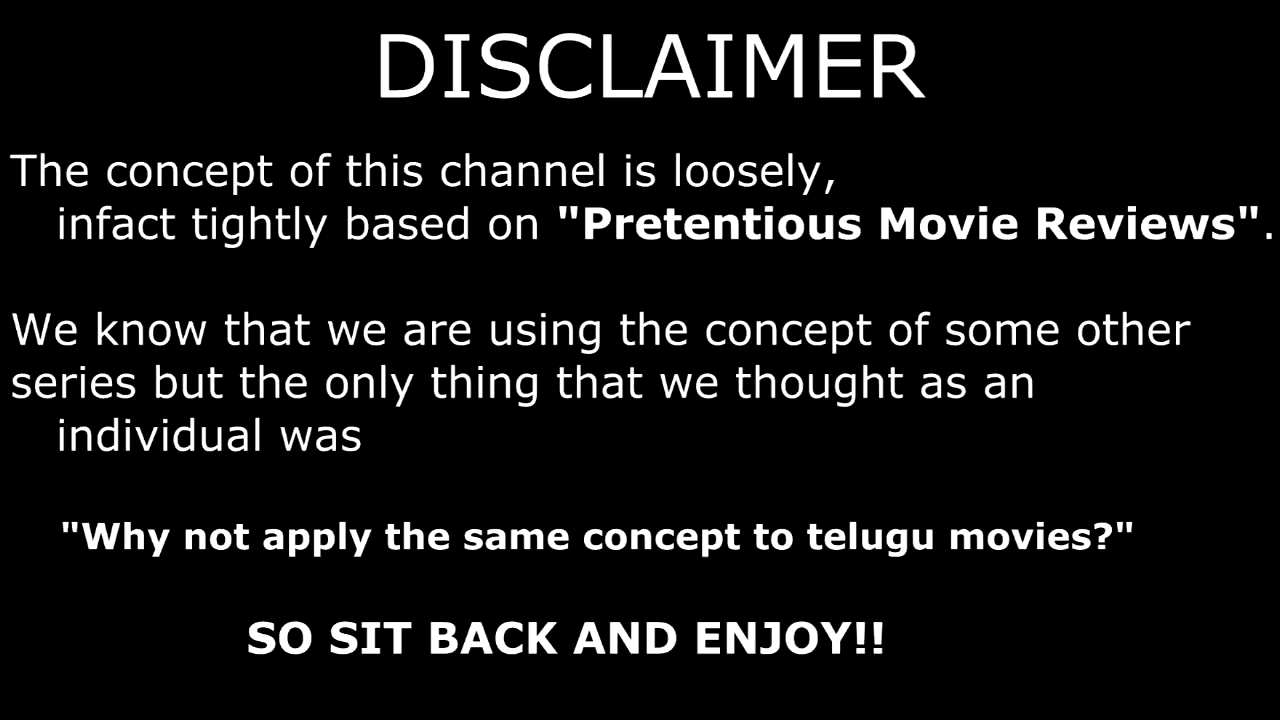 DISCLAIMER
The concept of this channel is loosely,
infact tightly based on "Pretentious Movie Reviews".
We know that we are using the concept of some other
series but the only thing that we thought as an
individual was
"Why not apply the same concept to telugu movies?"
SO SIT BACK AND ENJOY!!